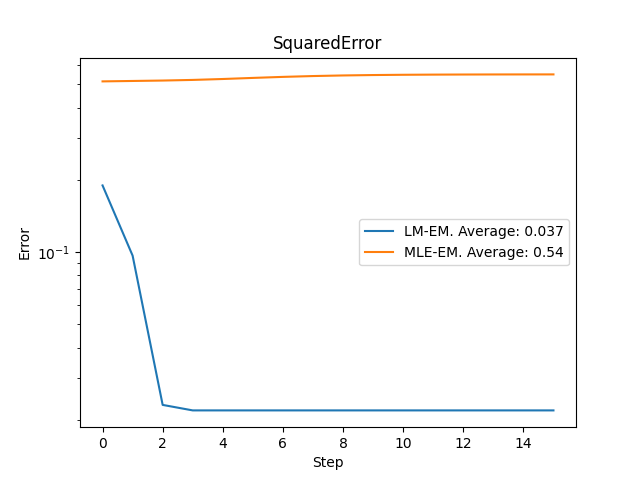 SquaredError
Error
10⁻¹
LM-EM. Average: 0.037
MLE-EM. Average: 0.54
0 2 4 6 8 10 12 14
Step